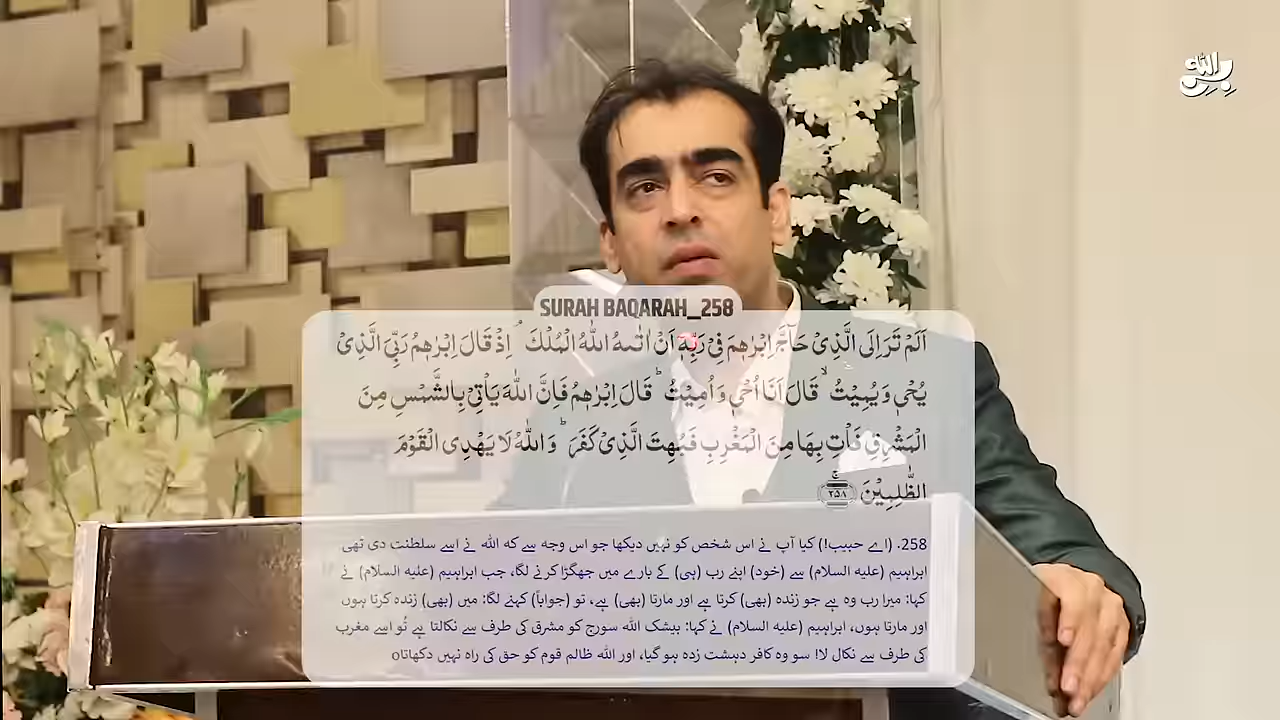 بسم الله
SURAH BAQARAH_258
اَلَمْ تَرَ اِلَى الَّذِیْ حَآجَّ اِبْرٰهٖمَ فِیْ رَبِّهٖۤ اَنْ اٰتٰىهُ اللّٰهُ الْمُلْكَ ۘ اِذْ قَالَ اِبْرٰهٖمُ رَبِّیَ الَّذِیْ
یُحْیٖ وَ یُمِیْتُ ۙ قَالَ اَنَا اُحْیٖ وَ اُمِیْتُ ؕ قَالَ اِبْرٰهٖمُ فَاِنَّ اللّٰهَ یَاْتِیْ بِالشَّمْسِ مِنَ
الْمَشْرِقِ فَاْتِ بِهَا مِنَ الْمَغْرِبِ فَبُهِتَ الَّذِیْ كَفَرَ ؕ وَ اللّٰهُ لَا یَهْدِی الْقَوْمَ
الظّٰلِمِیْنَ ۚ﴿۲۵۸﴾
258. (اے حبیب!) کیا آپ نے اس شخص کو نہیں دیکھا جو اس وجہ سے کہ اللہ نے اسے سلطنت دی تھی
ابراہیم (علیہ السلام) سے (خود) اپنے رب (ہی) کے بارے میں جھگڑا کرنے لگا، جب ابراہیم (علیہ السلام) نے
کہا: میرا رب وہ ہے جو زندہ (بھی) کرتا ہے اور مارتا (بھی) ہے، تو (جواباً) کہنے لگا: میں (بھی) زندہ کرتا ہوں
اور مارتا ہوں، ابراہیم (علیہ السلام) نے کہا: بیشک اللہ سورج کو مشرق کی طرف سے نکالتا ہے تُو اسے مغرب
کی طرف سے نکال لا! سو وہ کافر دہشت زدہ ہو گیا، اور اللہ ظالم قوم کو حق کی راہ نہیں دکھاتاo